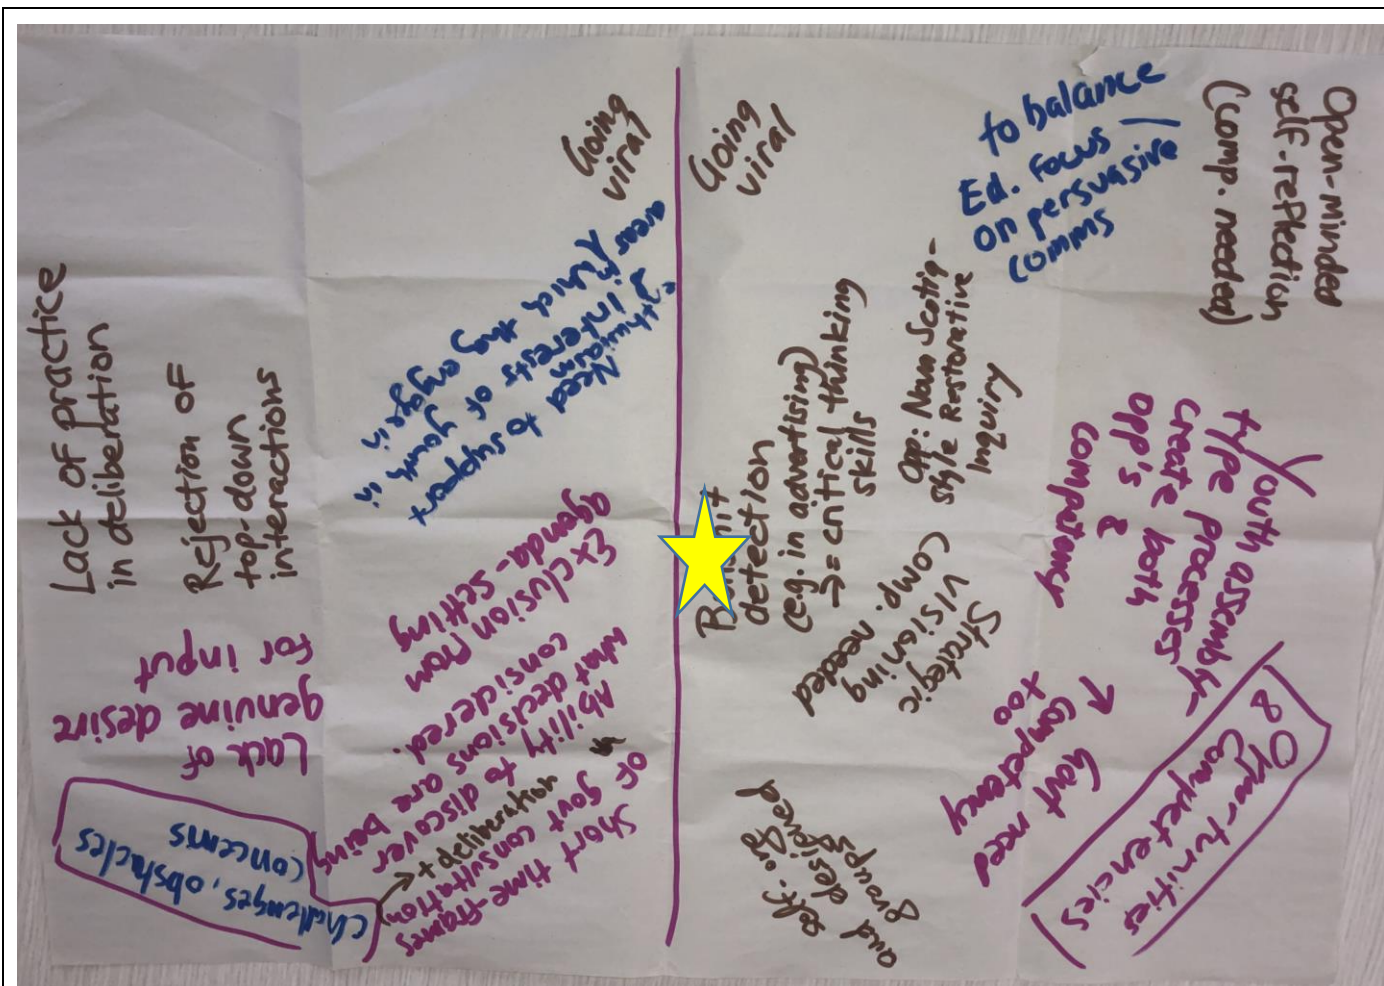 Challenges, obstacles
concerns
Lack of
genuine desire
for input
Lack of practice
in deliberation
Rejection of
top-down
interactions
Short time-frames
of govt consultation
+ deliberation
Ability to discover
what decisions are being
considered.
Exclusion from
agenda-setting
Need to support
enthusiasm
& interests of youth in
areas which they engage in
Going
viral
Going
viral
detection
(e.g. in advertising)
→ = critical thinking
skills
Opp: Nova Scotia-
style Restorative
Inquiry
to balance
Ed. focus
on persuasive
comms
Open-minded
self-reflection
(comp. needed)
Youth assembly-
type processes
create both
opp's &
competency
↑ Govt need
competency
too
Opportunities
& Competencies
Strategic
visioning
comp. needed
self-org.
and
groups